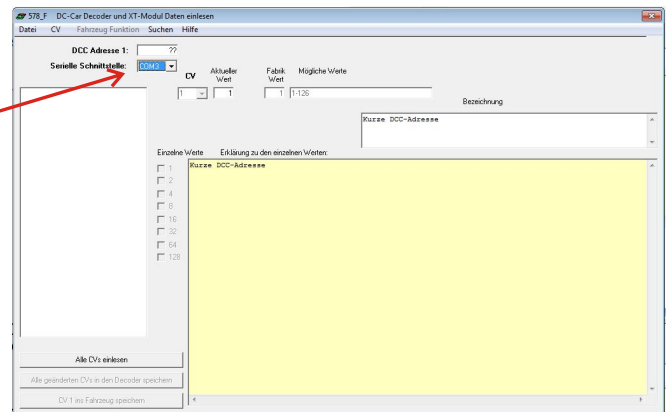 578_F DC-Car Decoder und XT-Modul Daten einlesen
Datei CV Fahrzeug Funktion Suchen Hilfe
DCC Adresse 1: ??
Serielle Schnittstelle: COM3
CV Aktueller Wert Fabrik Wert Mögliche Werte
1 1 1 1-126
Bezeichnung
Kurze DCC-Adresse
Einzelne Werte Erklärung zu den einzelnen Werten:
Kurze DCC-Adresse
1
2
4
8
16
32
64
128
Alle CVs einlesen
Alle geänderten CVs in den Decoder speichern
CV 1 ins Fahrzeug speichern